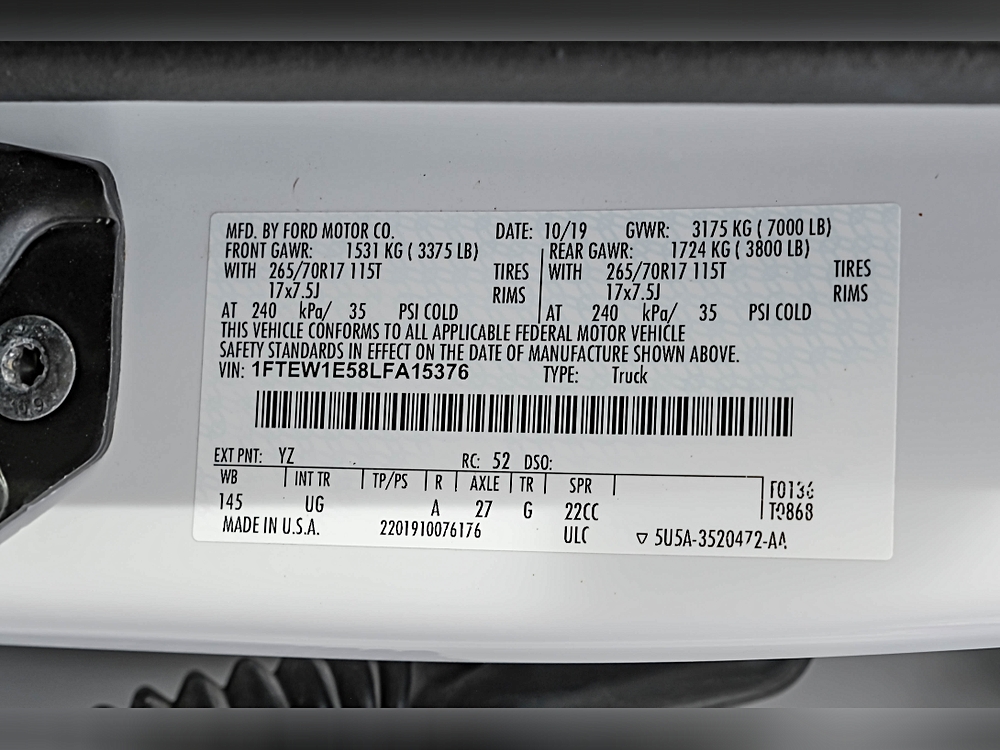 MFD. BY FORD MOTOR CO. DATE: 10/19 GVWR: 3175 KG ( 7000 LB)
FRONT GAWR: 1531 KG ( 3375 LB) REAR GAWR: 1724 KG ( 3800 LB)
WITH 265/70R17 115T TIRES WITH 265/70R17 115T TIRES
17x7.5J RIMS 17x7.5J RIMS
AT 240 kPa/ 35 PSI COLD AT 240 kPa/ 35 PSI COLD
THIS VEHICLE CONFORMS TO ALL APPLICABLE FEDERAL MOTOR VEHICLE
SAFETY STANDARDS IN EFFECT ON THE DATE OF MANUFACTURE SHOWN ABOVE.
VIN: 1FTEW1E58LFA15376 TYPE: Truck
EXT PNT: YZ RC: 52 DSO:
WB INT TR TP/PS R AXLE TR SPR T0136
145 UG A 27 G 22CC T0868
MADE IN U.S.A. 2201910076176 ULC ▽ 5U5A-3520472-AA